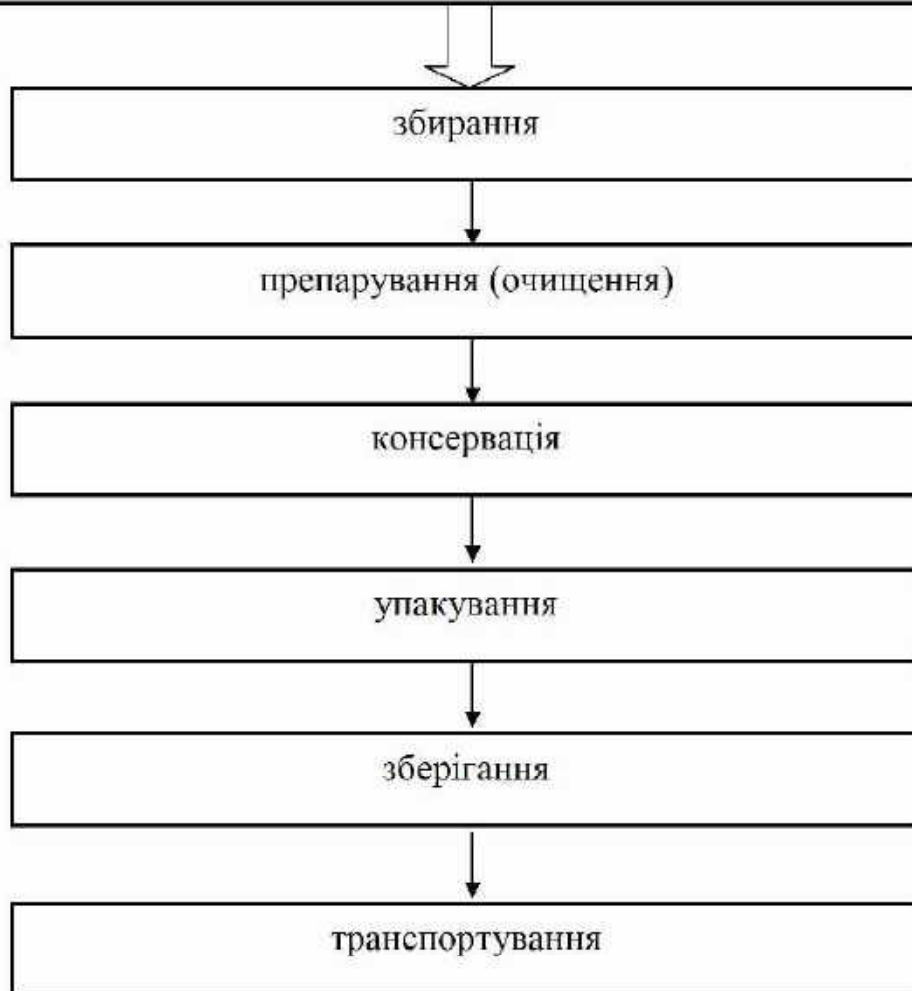 збирання
препарування (очищення)
консервація
упакування
зберігання
транспортування